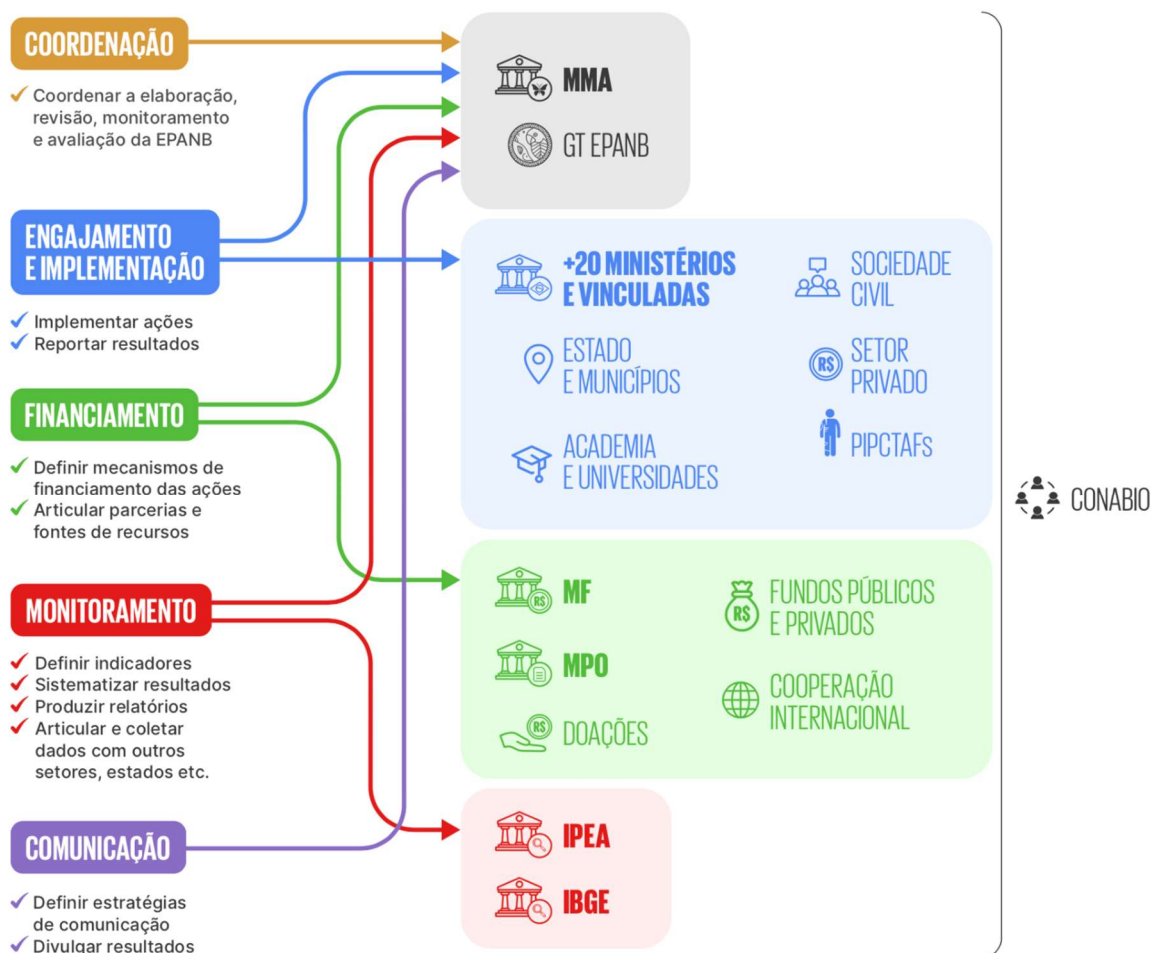 COORDENAÇÃO
Coordenar a elaboração,
revisão, monitoramento
e avaliação da EPANB
ENGAJAMENTO
E IMPLEMENTAÇÃO
Implementar ações
Reportar resultados
FINANCIAMENTO
Definir mecanismos de
financiamento das ações
Articular parcerias e
fontes de recursos
MONITORAMENTO
Definir indicadores
Sistematizar resultados
Produzir relatórios
Articular e coletar
dados com outros
setores, estados etc.
COMUNICAÇÃO
Definir estratégias
de comunicação
Divulgar resultados
MMA
GT EPANB
+20 MINISTÉRIOS
E VINCULADAS
ESTADO
E MUNICÍPIOS
ACADEMIA
E UNIVERSIDADES
SOCIEDADE
CIVIL
R$
SETOR
PRIVADO
PIPCTAFs
R$
MF
MPO
R$
DOAÇÕES
R$
FUNDOS PÚBLICOS
E PRIVADOS
COOPERAÇÃO
INTERNACIONAL
IPEA
IBGE
CONABIO